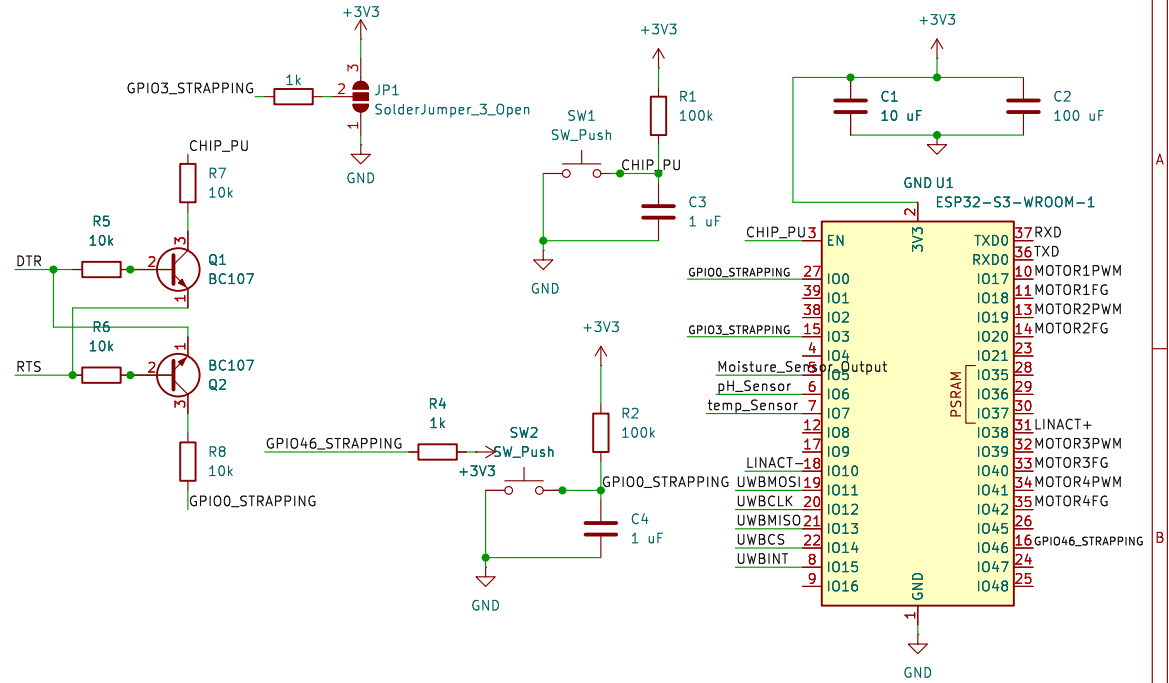 +3V3
GPIO3_STRAPPING
1k
3
2
1
JP1
SolderJumper_3_Open
GND
CHIP_PU
R7
10k
R5
10k
DTR
2
3
1
Q1
BC107
R6
10k
RTS
2
1
3
BC107
Q2
R8
10k
GPIO0_STRAPPING
+3V3
R1
100k
SW1
SW_Push
CHIP_PU
C3
1 uF
GND
+3V3
R2
100k
R4
1k
GPIO46_STRAPPING
+3V3
SW2
SW_Push
GPIO0_STRAPPING
C4
1 uF
GND
+3V3
C1
10 uF
C2
100 uF
GND
U1
ESP32-S3-WROOM-1
2
3V3
CHIP_PU 3 EN
GPIO0_STRAPPING 27 IO0
39 IO1
38 IO2
GPIO3_STRAPPING 15 IO3
4 IO4
Moisture_Sensor_Output 5 IO5
pH_Sensor 6 IO6
temp_Sensor 7 IO7
12 IO8
17 IO9
LINACT- 18 IO10
UWBMOSI 19 IO11
UWBCLK 20 IO12
UWBMISO 21 IO13
UWBCS 22 IO14
UWBINT 8 IO15
9 IO16
TXD0 37 RXD
RXD0 36 TXD
IO17 10 MOTOR1PWM
IO18 11 MOTOR1FG
IO19 13 MOTOR2PWM
IO20 14 MOTOR2FG
IO21 23
IO35 28
IO36 29
IO37 30
PSRAM
IO38 31 LINACT+
IO39 32 MOTOR3PWM
IO40 33 MOTOR3FG
IO41 34 MOTOR4PWM
IO42 35 MOTOR4FG
IO45 26
IO46 16 GPIO46_STRAPPING
IO47 24
IO48 25
GND
1
GND
A
B